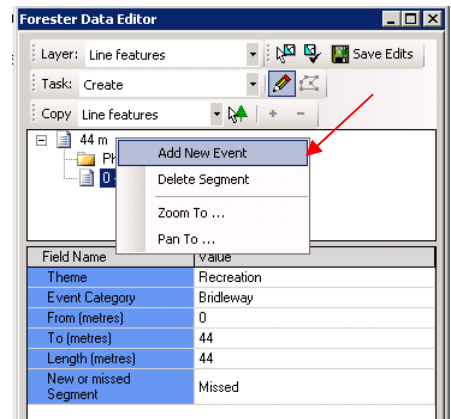 Forester Data Editor
Layer: Line features Save Edits
Task: Create
Copy Line features
44 m
Add New Event
Delete Segment
Zoom To ...
Pan To ...
Field Name Value
Theme Recreation
Event Category Bridleway
From (metres) 0
To (metres) 44
Length (metres) 44
New or missed
Segment Missed